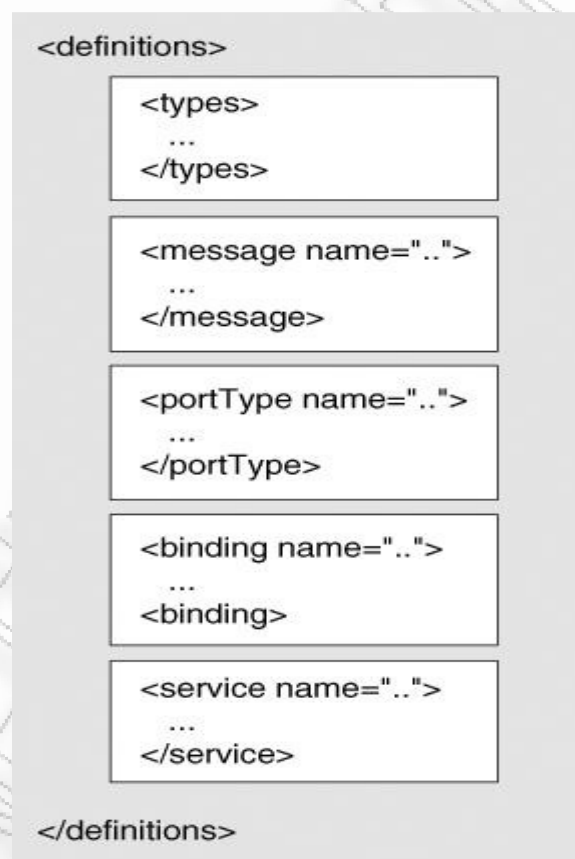 <definitions>
<types>
...
</types>
<message name="..">
...
</message>
<portType name="..">
...
</portType>
<binding name="..">
...
<binding>
<service name="..">
...
</service>
</definitions>